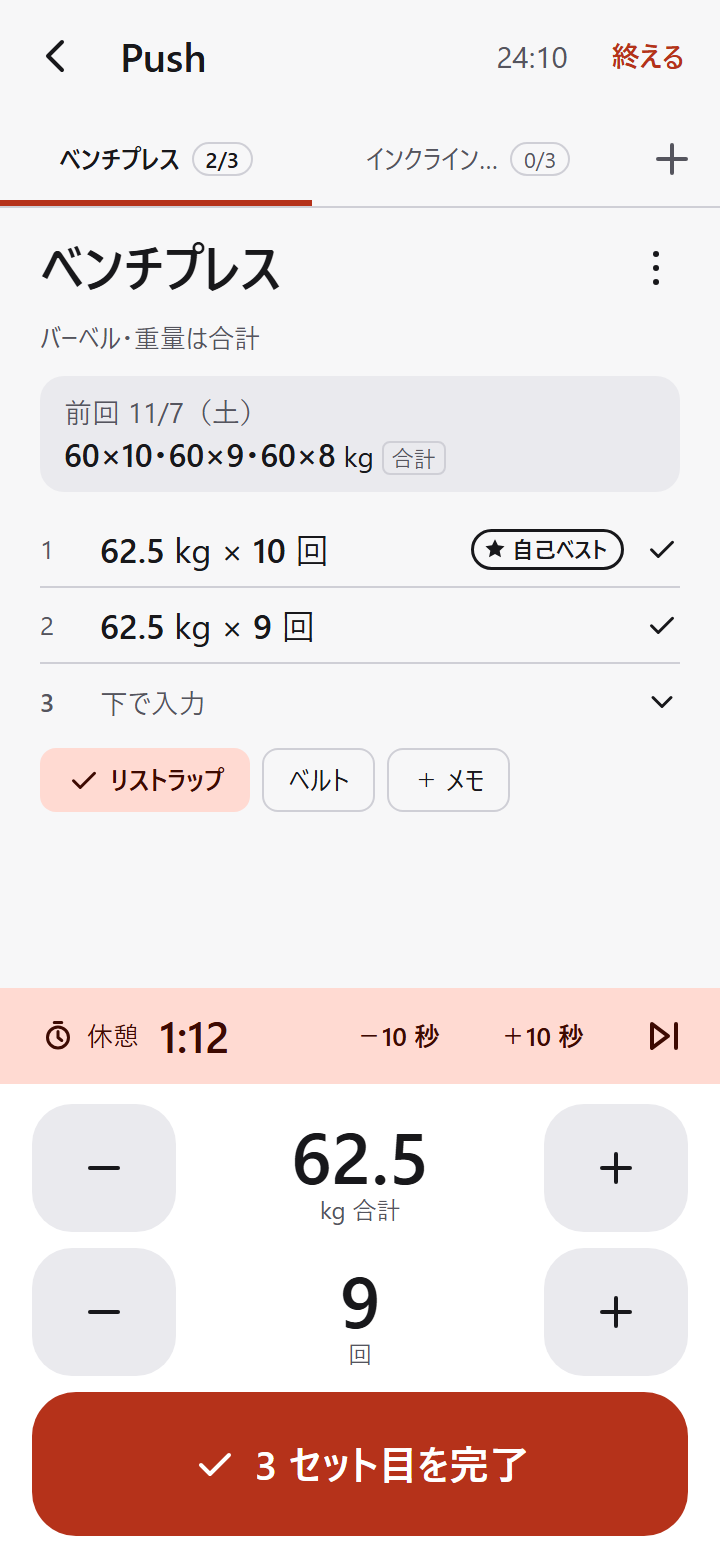 Push 24:10 終える
ベンチプレス 2/3 インクライン... 0/3
ベンチプレス
バーベル・重量は合計
前回 11/7（土）
60×10・60×9・60×8 kg 合計
1 62.5 kg × 10 回 ★ 自己ベスト
2 62.5 kg × 9 回
3 下で入力
リストラップ ベルト + メモ
休憩 1:12 −10 秒 +10 秒
62.5
kg 合計
9
回
3 セット目を完了